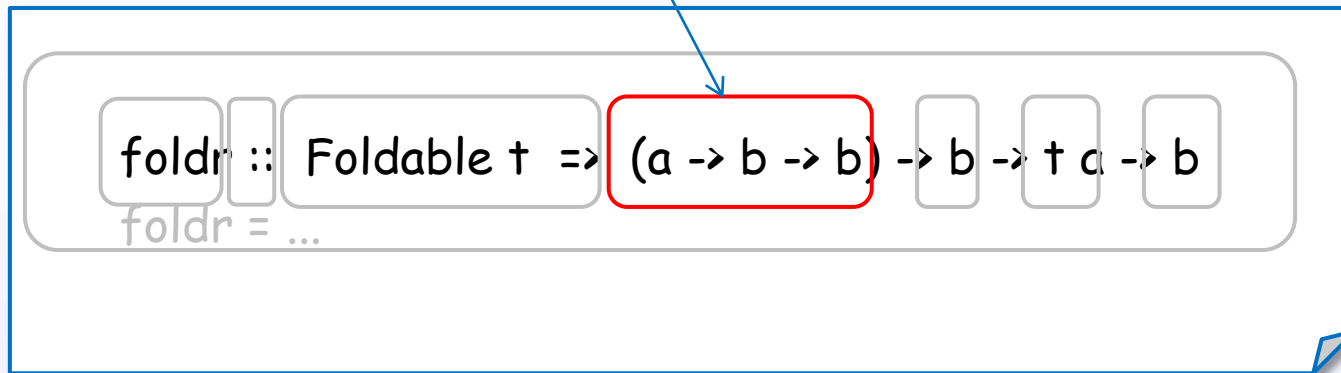 foldr :: Foldable t => (a -> b -> b) -> b -> t a -> b
foldr = ...